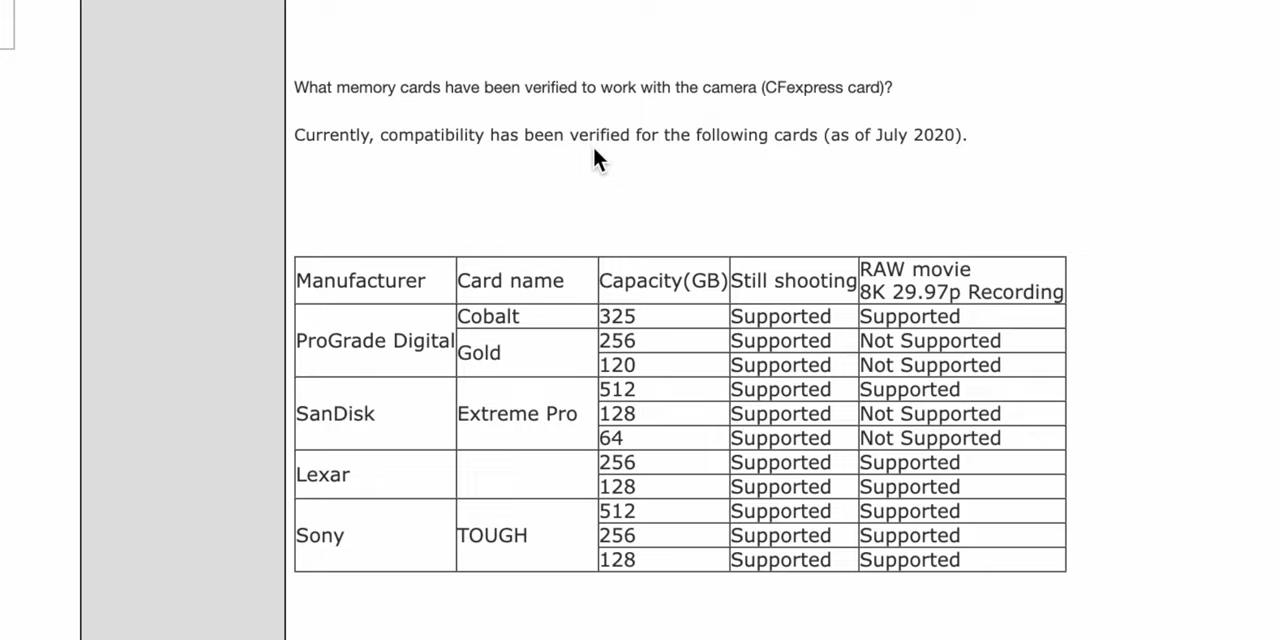 What memory cards have been verified to work with the camera (CFexpress card)?
Currently, compatibility has been verified for the following cards (as of July 2020).
Manufacturer Card name Capacity(GB) Still shooting RAW movie
8K 29.97p Recording
ProGrade Digital Cobalt 325 Supported Supported
Gold 256 Supported Not Supported
120 Supported Not Supported
SanDisk Extreme Pro 512 Supported Supported
128 Supported Not Supported
64 Supported Not Supported
Lexar 256 Supported Supported
128 Supported Supported
Sony TOUGH 512 Supported Supported
256 Supported Supported
128 Supported Supported